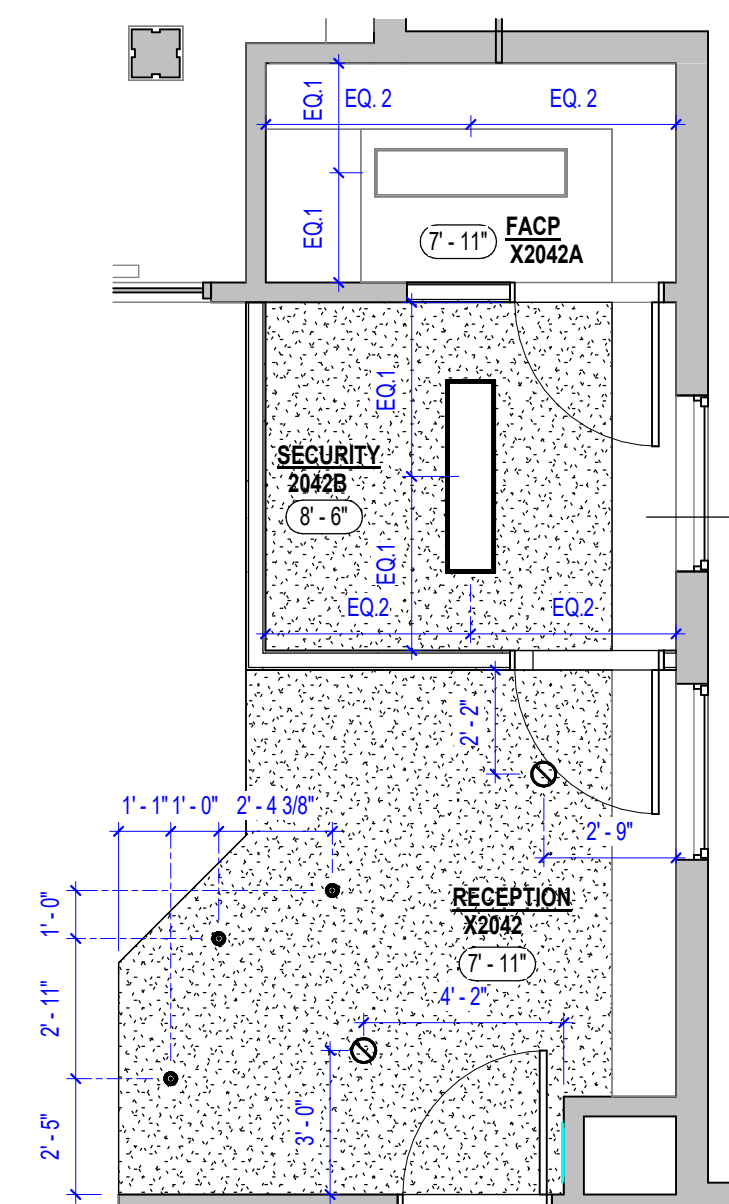 EQ.1
EQ. 2
EQ. 2
EQ.1
7' - 11"
FACP
X2042A
EQ.1
SECURITY
2042B
8' - 6"
EQ.1
EQ.2
EQ.2
2' - 2"
1' - 1"
1' - 0"
2' - 4 3/8"
2' - 9"
1' - 0"
RECEPTION
X2042
7' - 11"
4' - 2"
2' - 11"
3' - 0"
2' - 5"